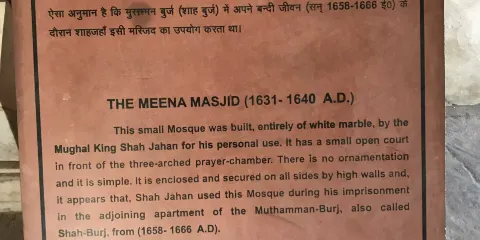 ऐसा अनुमान है कि मुसम्मन बुर्ज (शाह बुर्ज) में अपने बन्दी जीवन (सन् 1658-1666 ई०) के
दौरान शाहजहाँ इसी मस्जिद का उपयोग करता था।
THE MEENA MASJID (1631- 1640 A.D.)
This small Mosque was built, entirely of white marble, by the
Mughal King Shah Jahan for his personal use. It has a small open court
in front of the three-arched prayer-chamber. There is no ornamentation
and it is simple. it is enclosed and secured on all sides by high walls and,
it appears that, Shah Jahan used this Mosque during his imprisonment
in the adjoining apartment of the Muthamman-Burj, also called
Shah-Burj, from (1658- 1666 A.D).